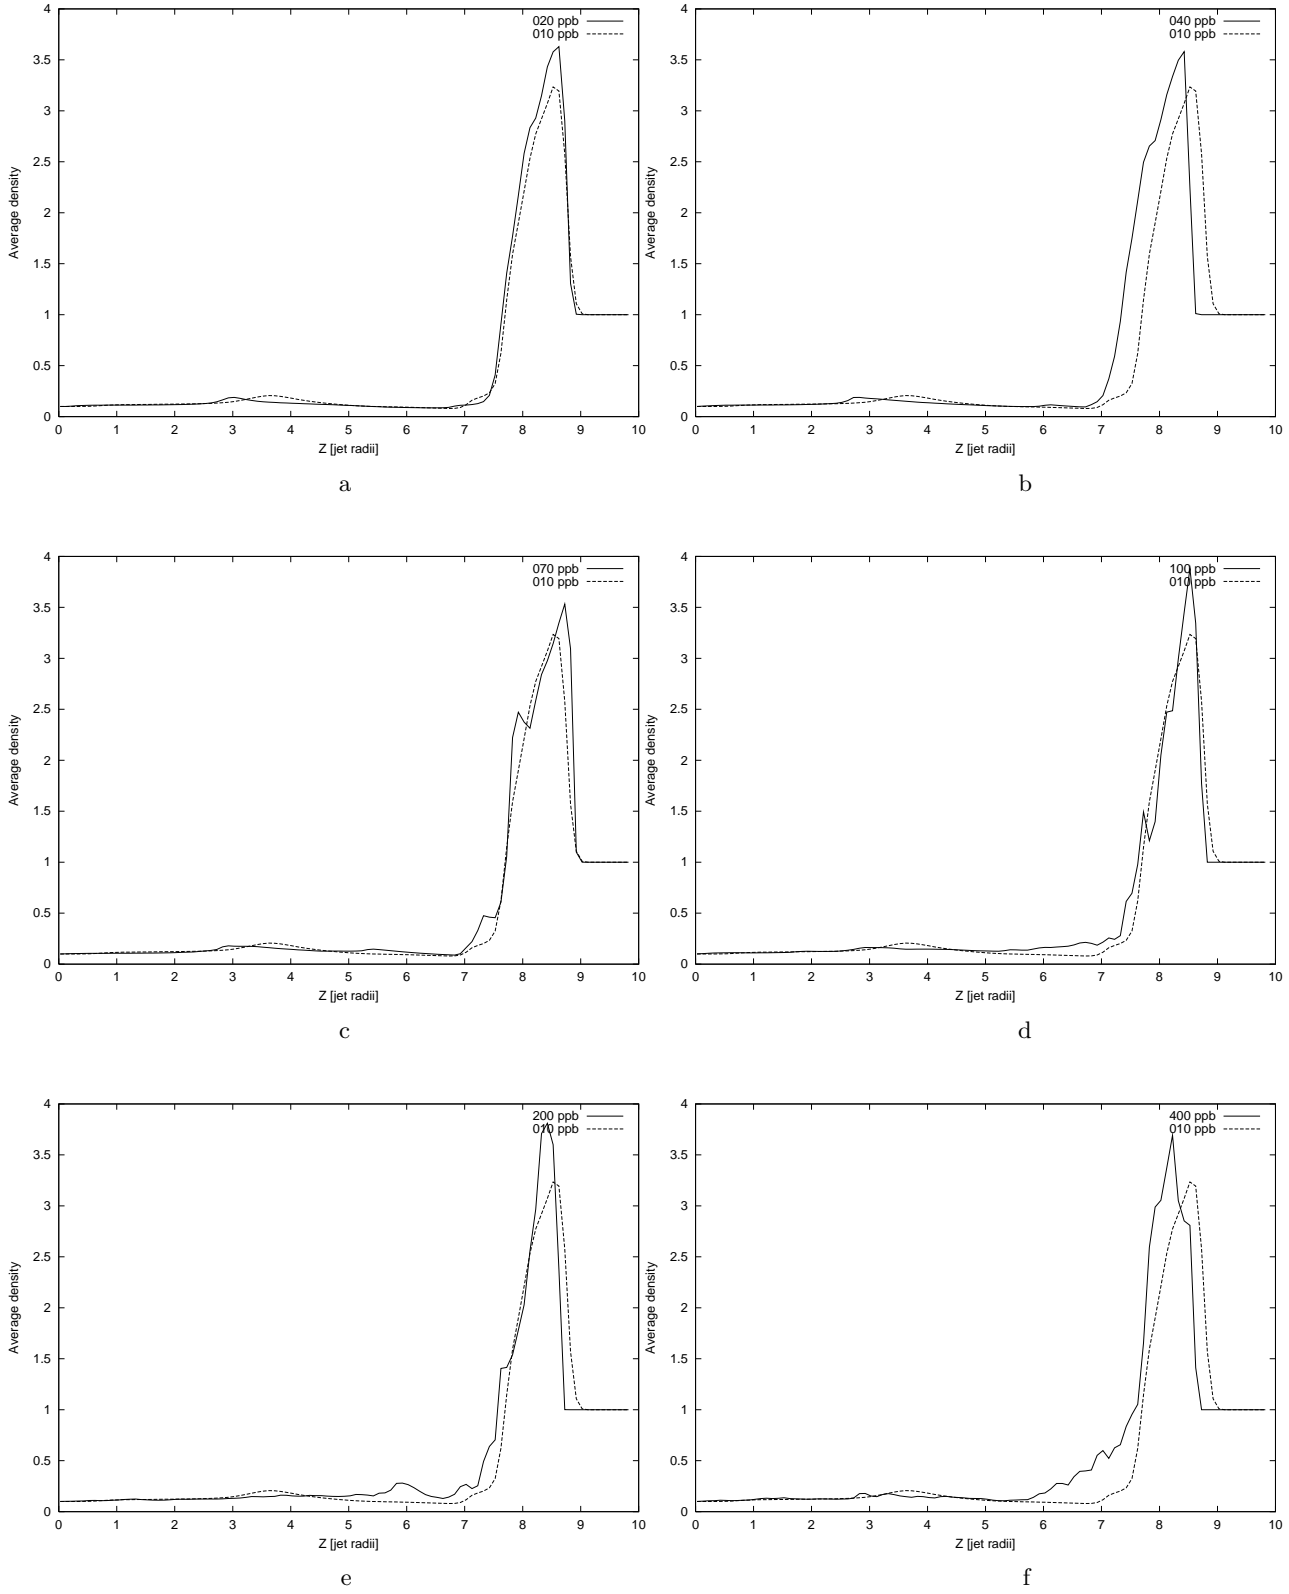 4
3.5
3
2.5
2
1.5
1
0.5
0
Average density
020 ppb
010 ppb
0 1 2 3 4 5 6 7 8 9 10
Z [jet radii]
a
4
3.5
3
2.5
2
1.5
1
0.5
0
Average density
040 ppb
010 ppb
0 1 2 3 4 5 6 7 8 9 10
Z [jet radii]
b
4
3.5
3
2.5
2
1.5
1
0.5
0
Average density
070 ppb
010 ppb
0 1 2 3 4 5 6 7 8 9 10
Z [jet radii]
c
4
3.5
3
2.5
2
1.5
1
0.5
0
Average density
100 ppb
010 ppb
0 1 2 3 4 5 6 7 8 9 10
Z [jet radii]
d
4
3.5
3
2.5
2
1.5
1
0.5
0
Average density
200 ppb
010 ppb
0 1 2 3 4 5 6 7 8 9 10
Z [jet radii]
e
4
3.5
3
2.5
2
1.5
1
0.5
0
Average density
400 ppb
010 ppb
0 1 2 3 4 5 6 7 8 9 10
Z [jet radii]
f